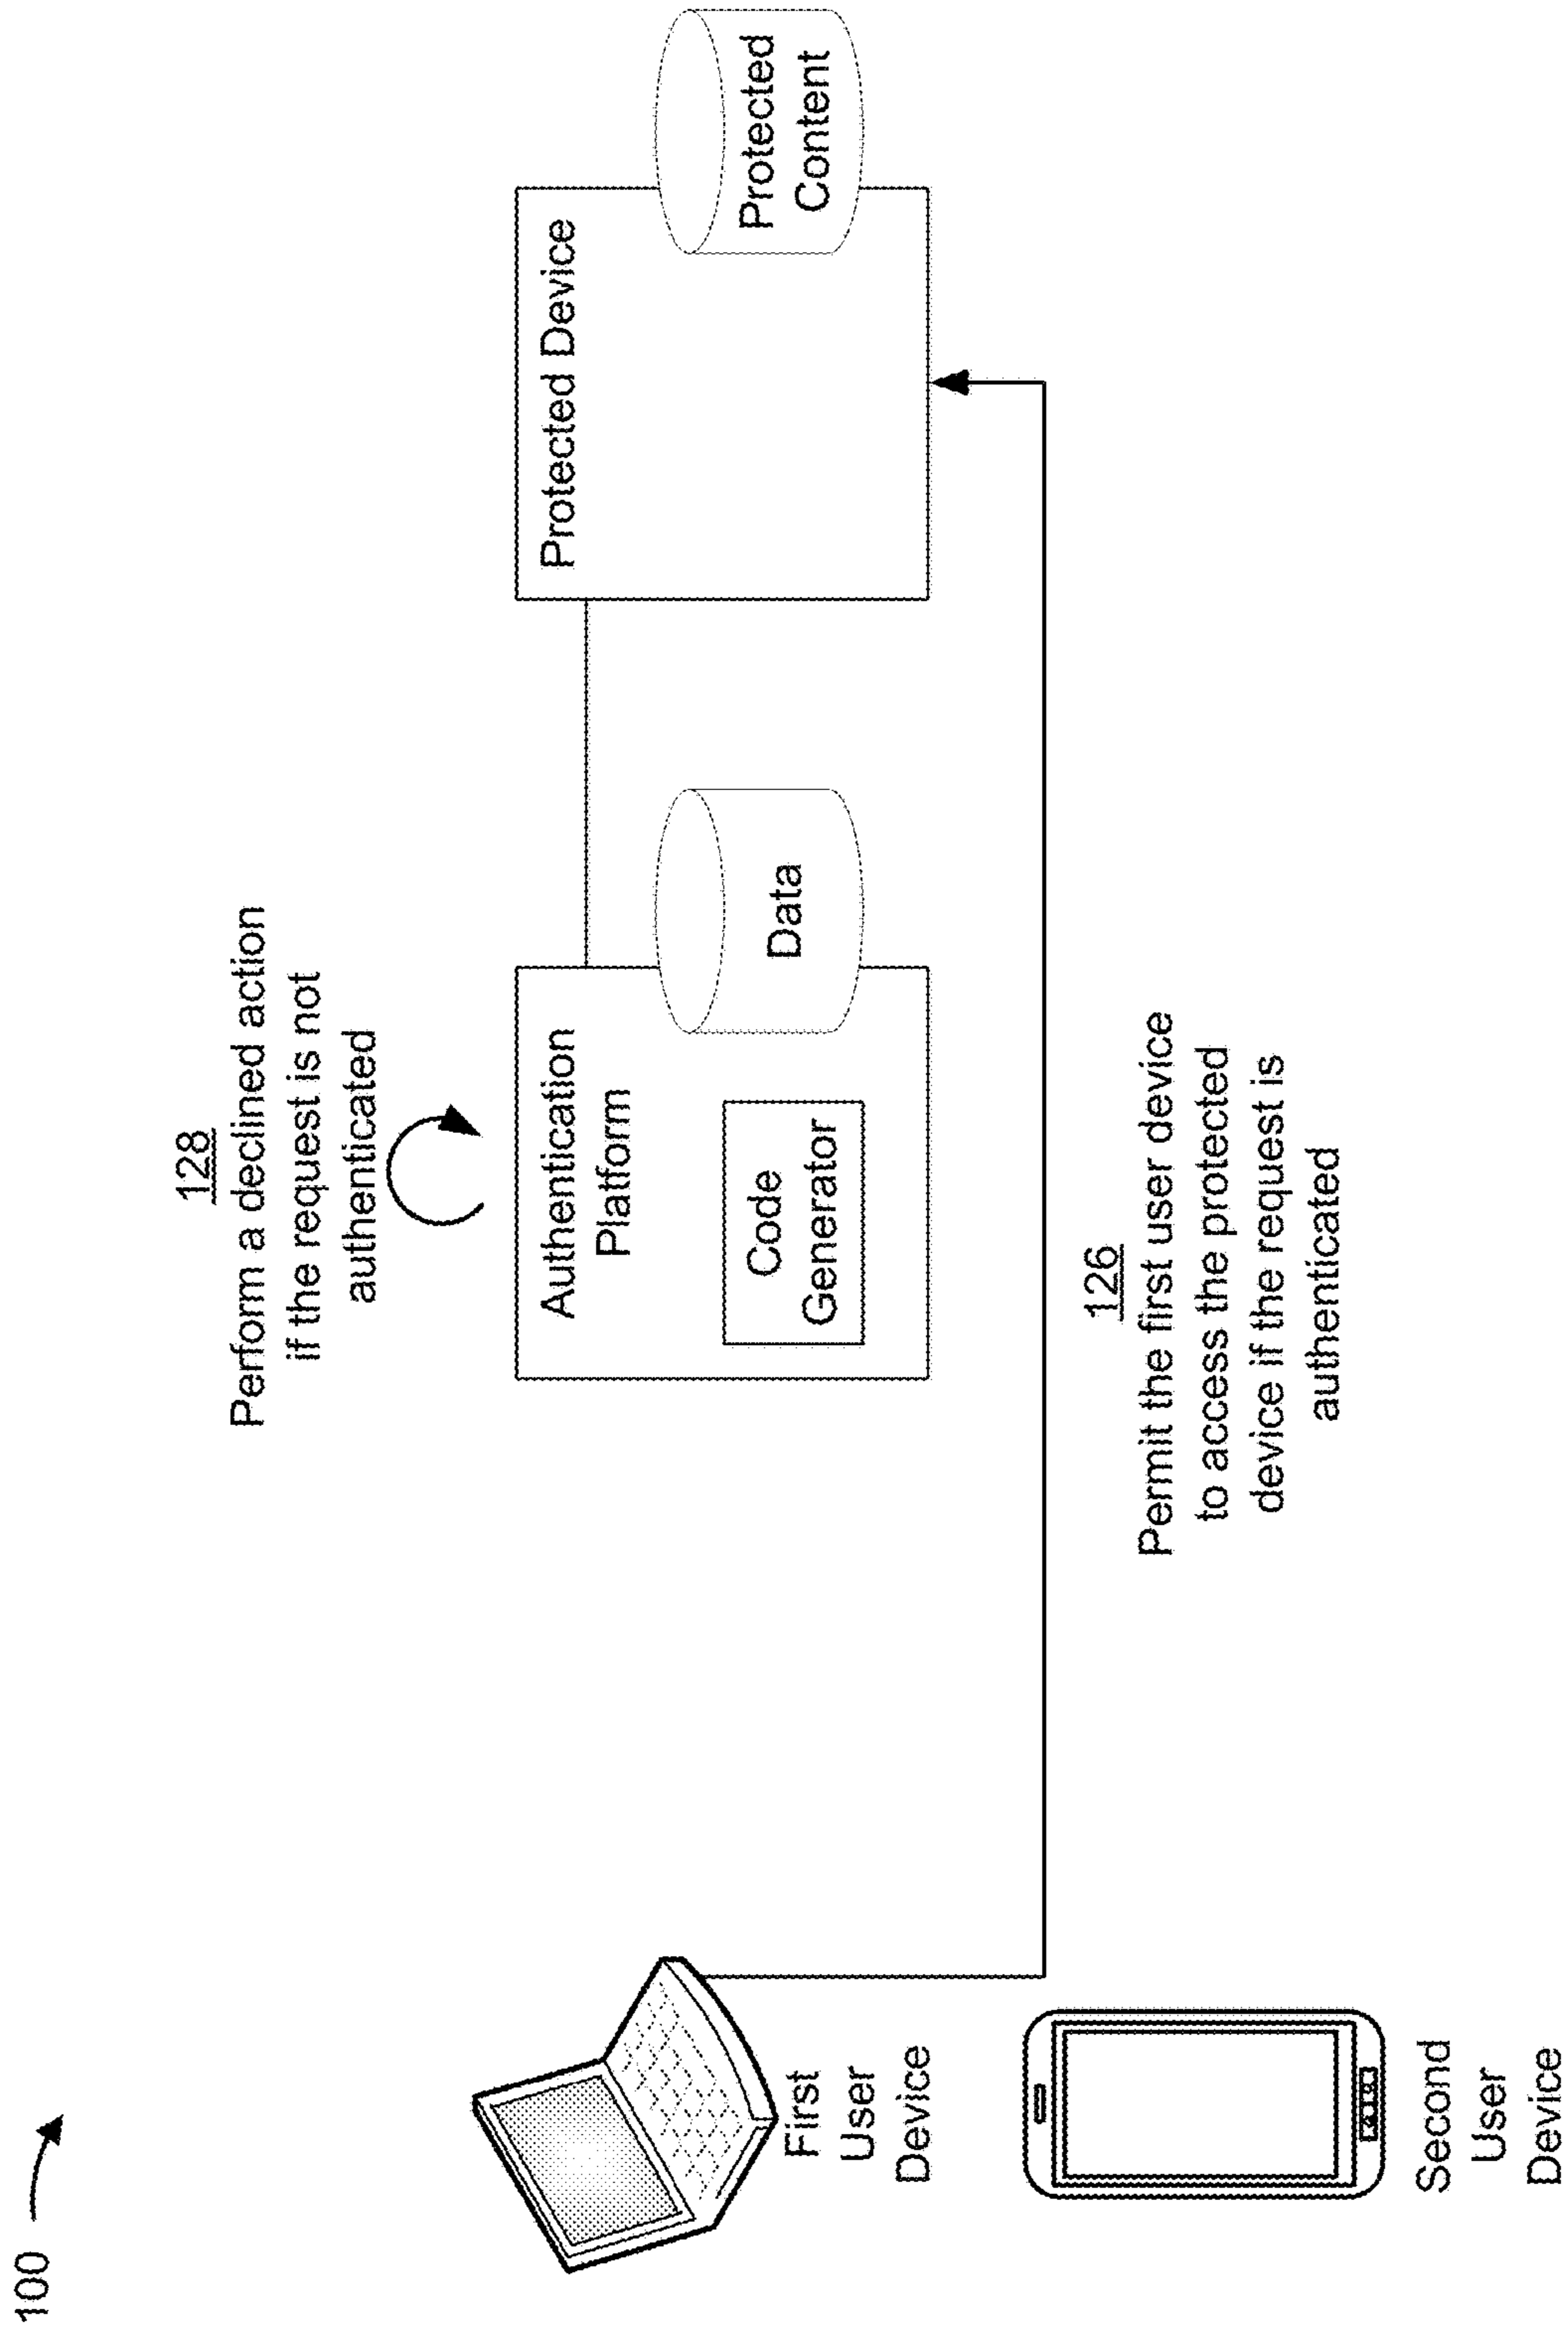 100
128
Perform a declined action
if the request is not
authenticated
Authentication
Platform
Code
Generator
Data
Protected Device
Protected
Content
First
User
Device
Second
User
Device
126
Permit the first user device
to access the protected
device if the request is
authenticated